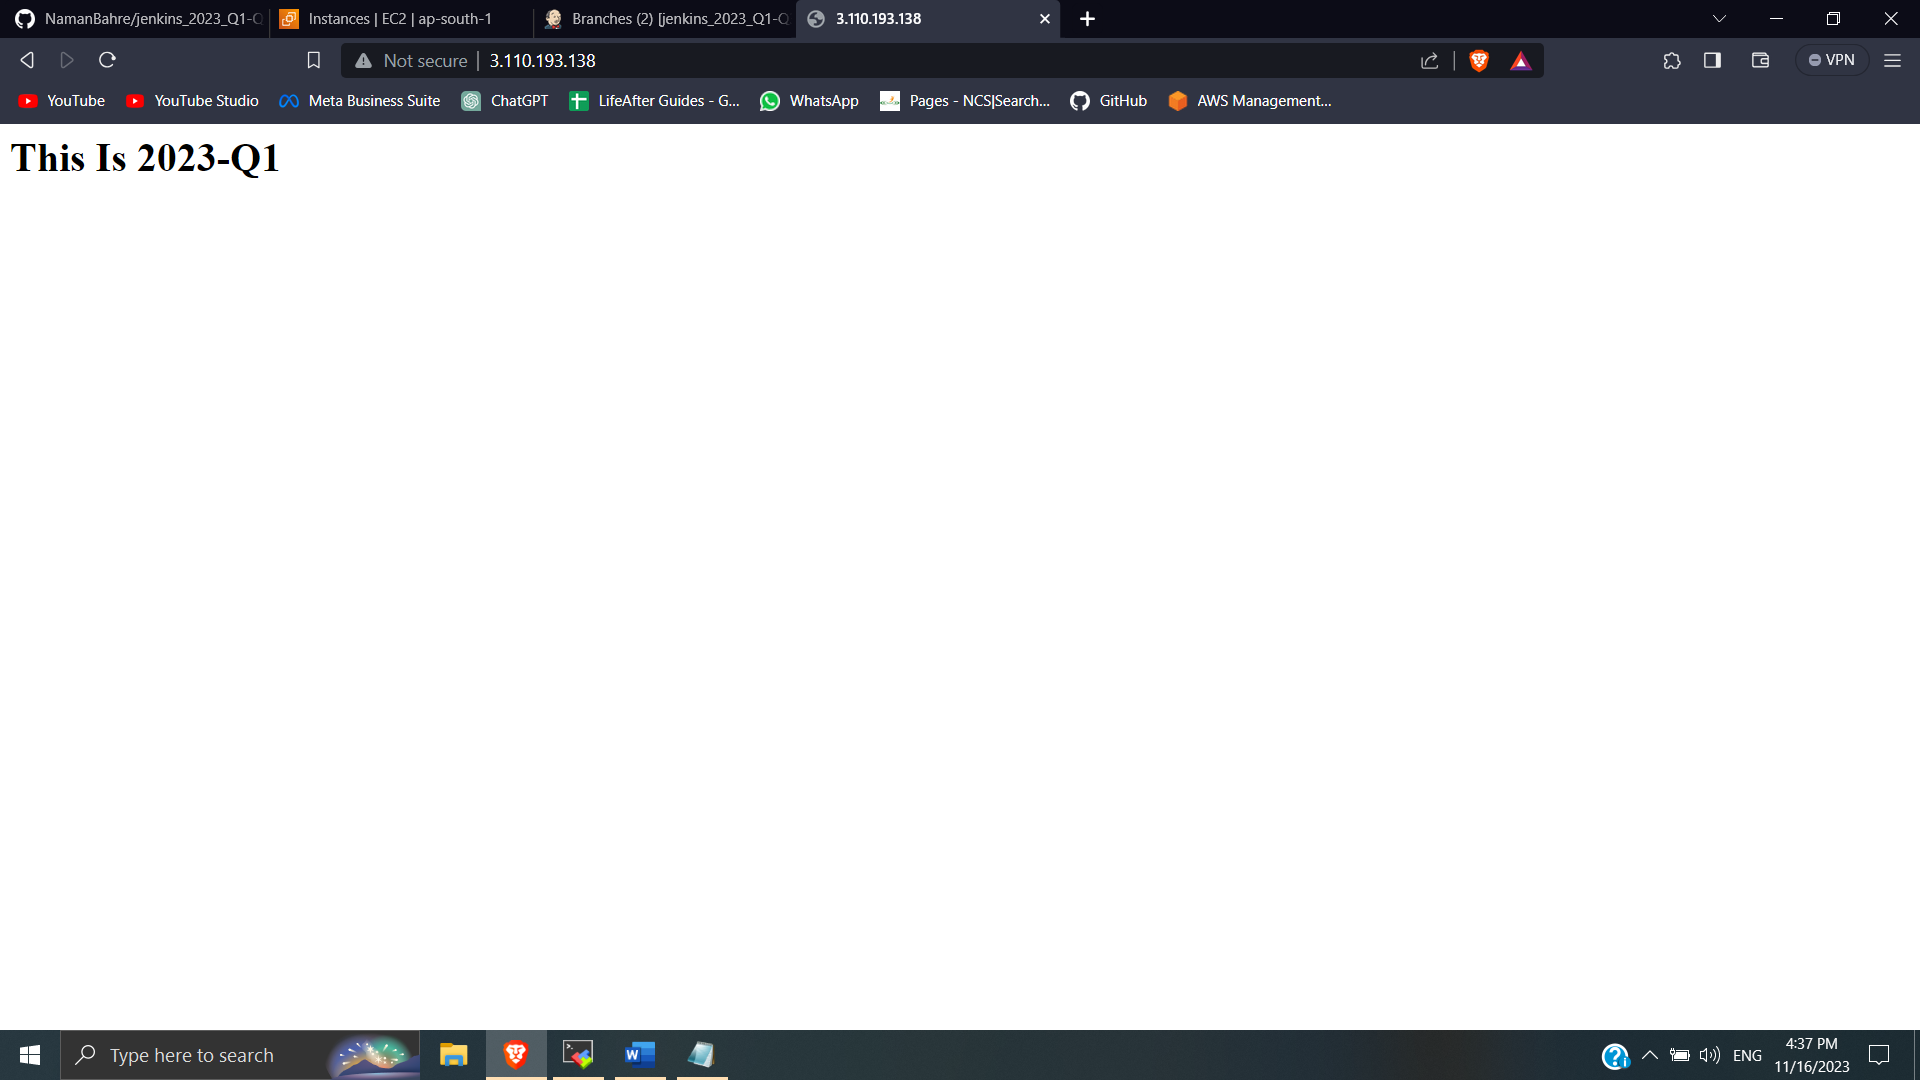 NamanBahre/jenkins_2023_Q1-Q
Instances | EC2 | ap-south-1
Branches (2) [jenkins_2023_Q1-Q
3.110.193.138
Not secure
3.110.193.138
VPN
YouTube
YouTube Studio
Meta Business Suite
ChatGPT
LifeAfter Guides - G...
WhatsApp
Pages - NCS|Search...
GitHub
AWS Management...
This Is 2023-Q1
Type here to search
ENG
4:37 PM
11/16/2023